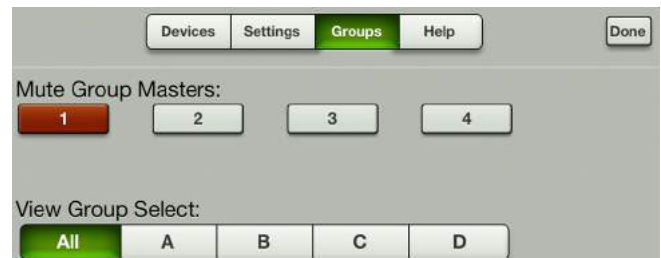 Devices Settings Groups Help Done
Mute Group Masters:
1 2 3 4
View Group Select:
All A B C D